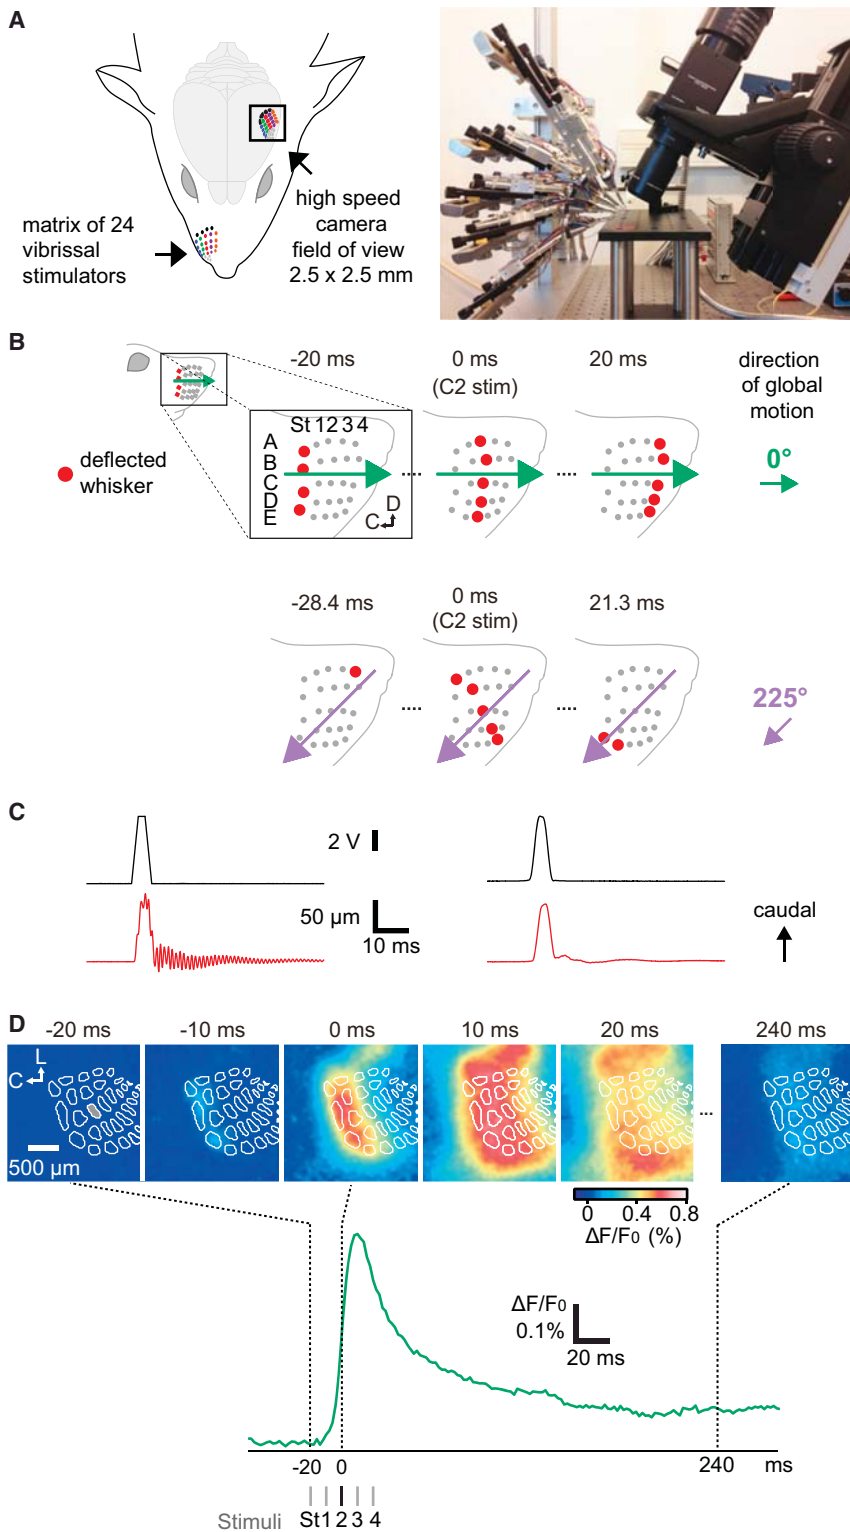 A
matrix of 24
vibrissal
stimulators
high speed
camera
field of view
2.5 x 2.5 mm
B
-20 ms
0 ms
(C2 stim)
20 ms
direction
of global
motion
deflected
whisker
St 1 2 3 4
A
B
C
D
E
D
C
0°
-28.4 ms
0 ms
(C2 stim)
21.3 ms
225°
C
2 V
50 µm
10 ms
caudal
D
-20 ms
-10 ms
0 ms
10 ms
20 ms
240 ms
L
C
500 µm
...
0
0.4
0.8
ΔF/F0 (%)
ΔF/F0
0.1%
20 ms
-20
0
240
ms
Stimuli
St 1 2 3 4